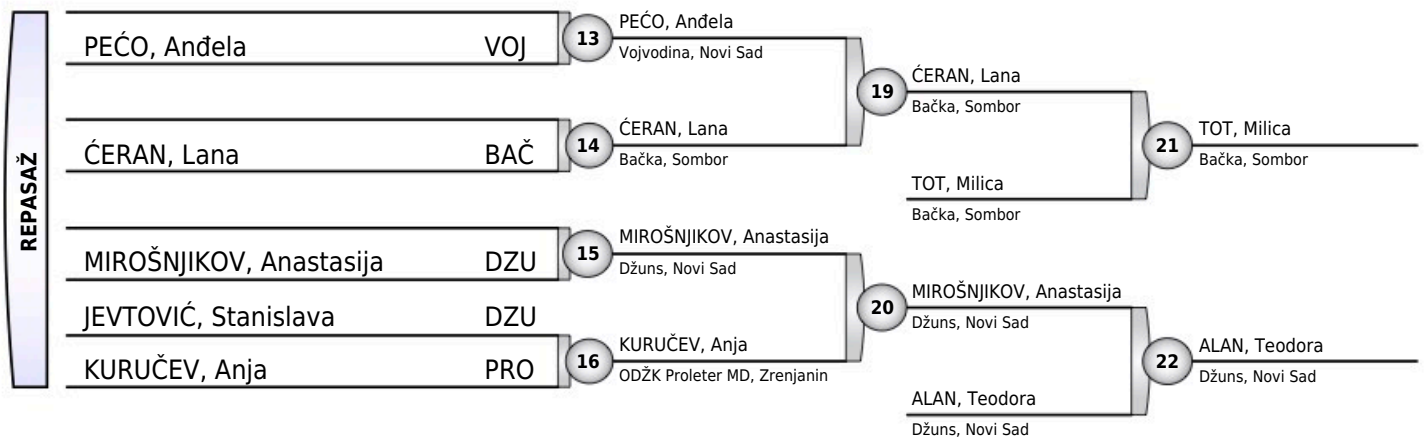 REPASAŽ
PEĆO, Anđela VOJ
ĆERAN, Lana BAČ
MIROŠNJIKOV, Anastasija DZU
JEVTOVIĆ, Stanislava DZU
KURUČEV, Anja PRO
13
PEĆO, Anđela
Vojvodina, Novi Sad
14
ĆERAN, Lana
Bačka, Sombor
15
MIROŠNJIKOV, Anastasija
Džuns, Novi Sad
16
KURUČEV, Anja
ODŽK Proleter MD, Zrenjanin
19
ĆERAN, Lana
Bačka, Sombor
TOT, Milica
Bačka, Sombor
20
MIROŠNJIKOV, Anastasija
Džuns, Novi Sad
ALAN, Teodora
Džuns, Novi Sad
21
TOT, Milica
Bačka, Sombor
22
ALAN, Teodora
Džuns, Novi Sad